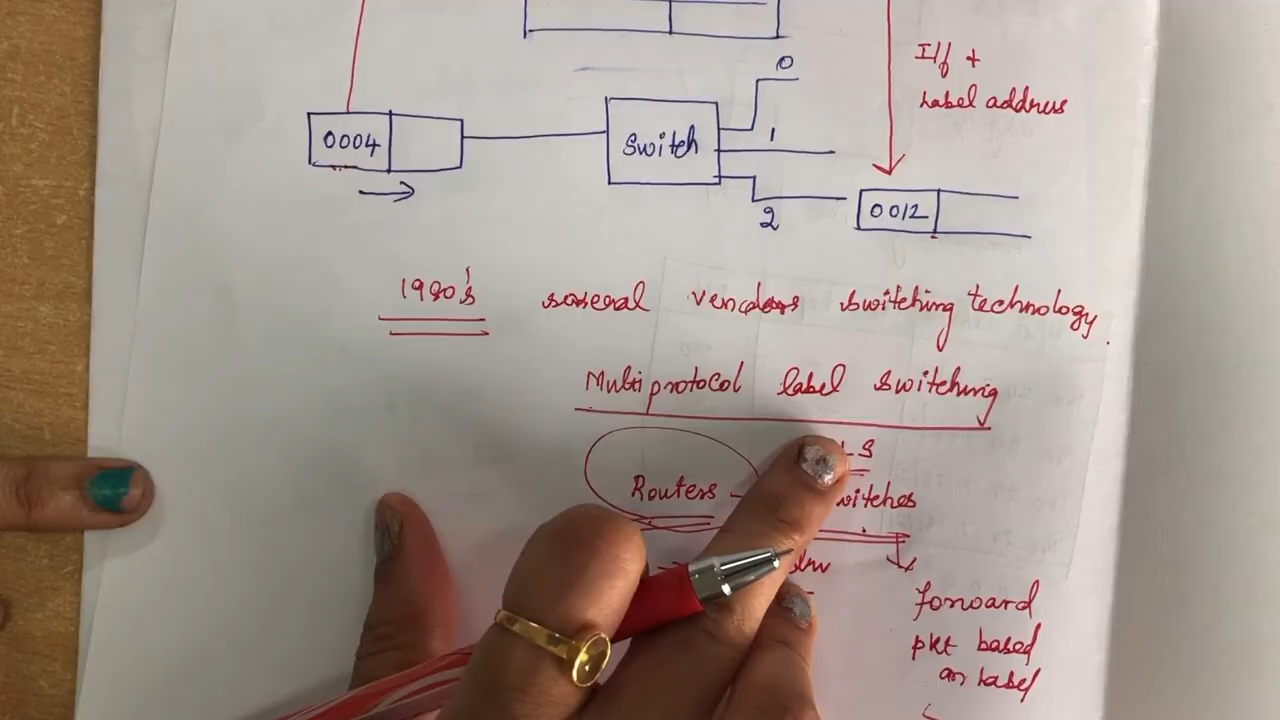 I/f +
Label address
0
0004
Switch
1
2
0012
1980's several vendors switching technology.
Multiprotocol label switching
LS
Routers
forward
pkt based
on label